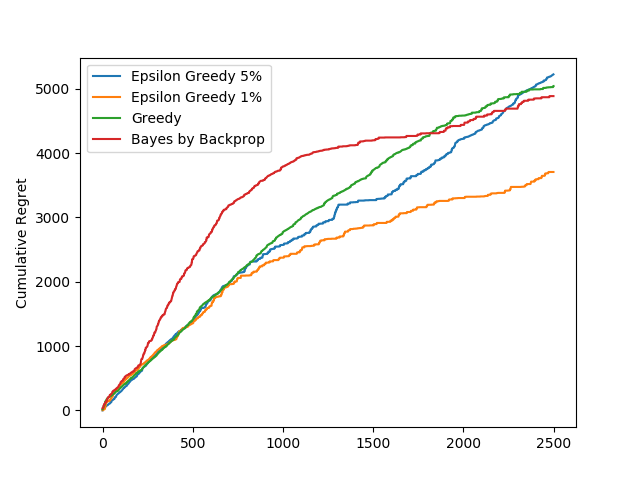 Epsilon Greedy 5%
Epsilon Greedy 1%
Greedy
Bayes by Backprop
Cumulative Regret
5000
4000
3000
2000
1000
0
0 500 1000 1500 2000 2500